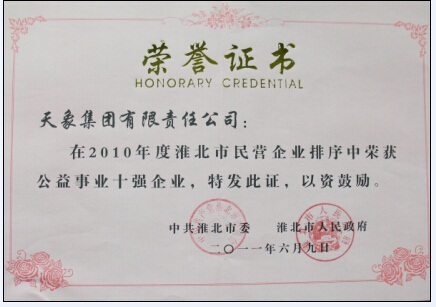 荣誉证书
HONORARY CREDENTIAL
天象集团有限责任公司：
在2010年度淮北市民营企业排序中荣获
公益事业十强企业，特发此证，以资鼓励。
中共淮北市委 淮北市人民政府
二〇一一年六月九日